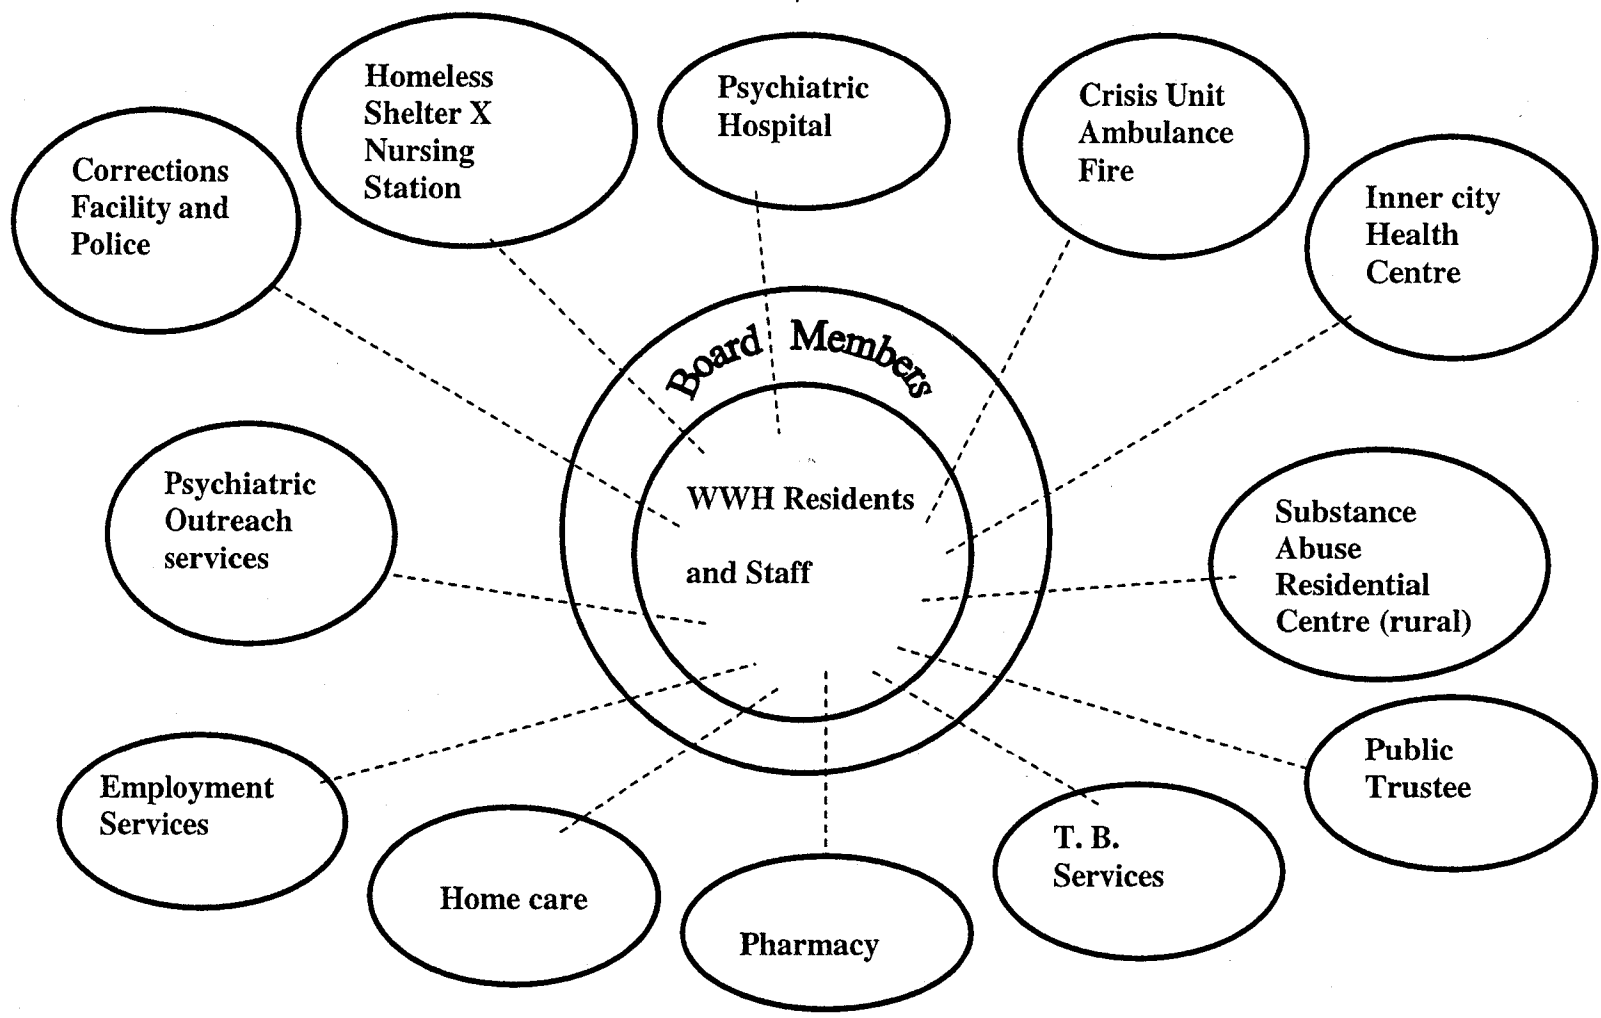 Homeless
Shelter X
Nursing
Station
Psychiatric
Hospital
Crisis Unit
Ambulance
Fire
Corrections
Facility and
Police
Inner city
Health
Centre
Board Members
WWH Residents
and Staff
Psychiatric
Outreach
services
Substance
Abuse
Residential
Centre (rural)
Employment
Services
Public
Trustee
Home care
Pharmacy
T. B.
Services